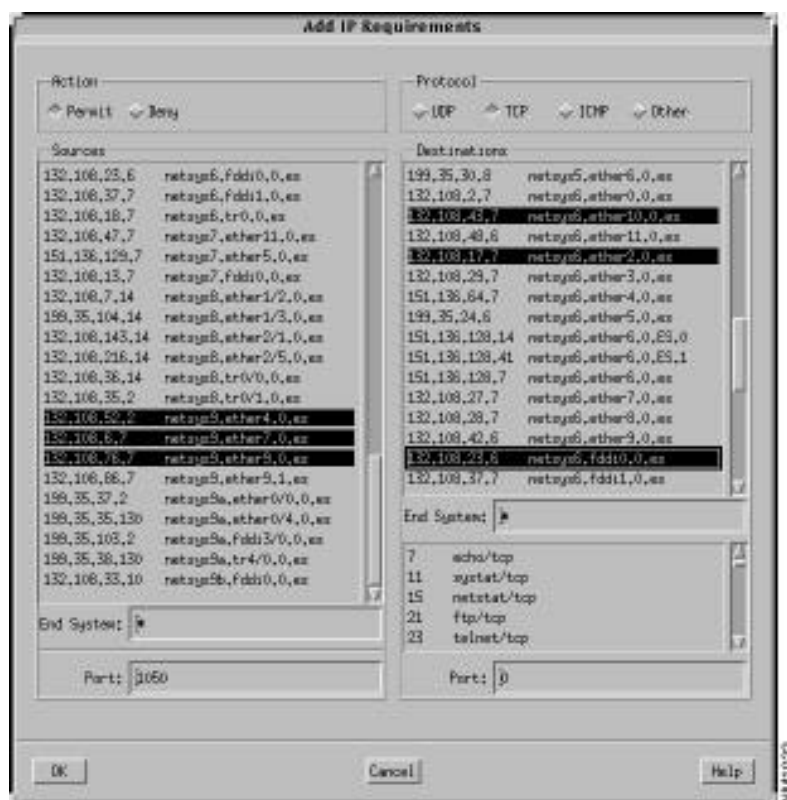 Add IP Requirements
Action
Permit Deny
Protocol
UDP TCP ICMP Other
Sources
132.108.23.6 netsys6.fddi0.0.es
132.108.37.7 netsys6.fddi1.0.es
132.108.18.7 netsys6.tr0.0.es
132.108.47.7 netsys7.ether11.0.es
151.136.129.7 netsys7.ether5.0.es
132.108.13.7 netsys7.fddi0.0.es
132.108.7.14 netsys8.ether1/2.0.es
199.35.104.14 netsys8.ether1/3.0.es
132.108.143.14 netsys8.ether2/1.0.es
132.108.216.14 netsys8.ether2/5.0.es
132.108.36.14 netsys8.tr0/0.0.es
132.108.35.2 netsys8.tr0/1.0.es
132.108.52.2 netsys9.ether4.0.es
132.108.6.7 netsys9.ether7.0.es
132.108.76.7 netsys9.ether9.0.es
132.108.86.7 netsys9.ether9.1.es
199.35.37.2 netsys9a.ether0/0.0.es
199.35.35.130 netsys9a.ether0/4.0.es
199.35.103.2 netsys9a.fddi3/0.0.es
199.35.38.130 netsys9a.tr4/0.0.es
132.108.33.10 netsys9b.fddi0.0.es
End System: *
Port: 1050
Destinations
199.35.30.8 netsys5.ether6.0.es
132.108.2.7 netsys6.ether0.0.es
132.108.43.7 netsys6.ether10.0.es
132.108.48.6 netsys6.ether11.0.es
132.108.17.7 netsys6.ether2.0.es
132.108.29.7 netsys6.ether3.0.es
151.136.64.7 netsys6.ether4.0.es
199.35.24.6 netsys6.ether5.0.es
151.136.128.14 netsys6.ether6.0.ES.0
151.136.128.41 netsys6.ether6.0.ES.1
151.136.128.7 netsys6.ether6.0.es
132.108.27.7 netsys6.ether7.0.es
132.108.28.7 netsys6.ether8.0.es
132.108.42.6 netsys6.ether9.0.es
132.108.23.6 netsys6.fddi0.0.es
132.108.37.7 netsys6.fddi1.0.es
End System: *
7 echo/tcp
11 systat/tcp
15 netstat/tcp
21 ftp/tcp
23 telnet/tcp
Port: 0
OK Cancel Help